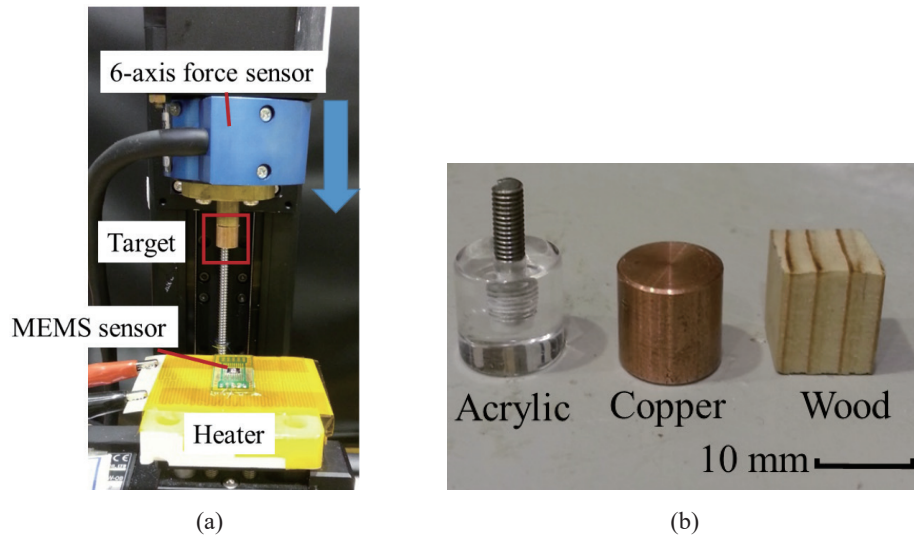 6-axis force sensor
Target
MEMS sensor
Heater
Acrylic
Copper
Wood
10 mm
(a)
(b)